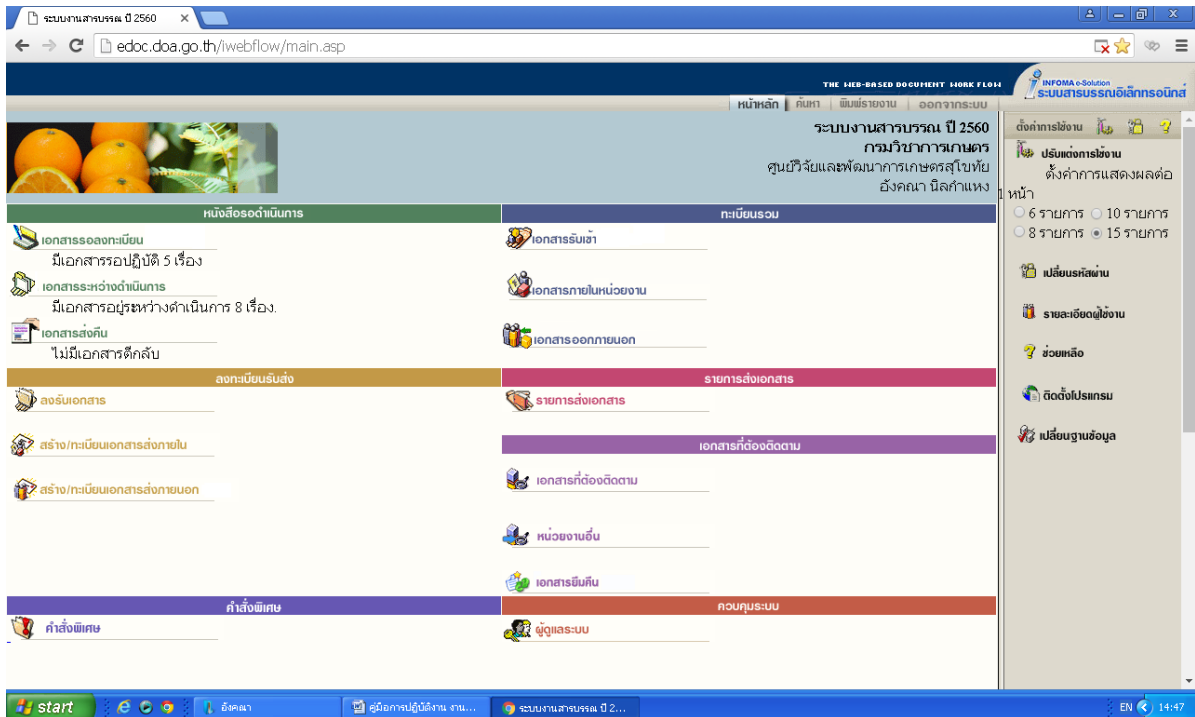 ระบบงานสารบรรณ ปี 2560
edoc.doa.go.th/iwebflow/main.asp
THE WEB-BASED DOCUMENT WORK FLOW
INFOMA e-Solution
ระบบสารบรรณอิเล็กทรอนิกส์
หน้าหลัก | ค้นหา | พิมพ์รายงาน | ออกจากระบบ
ระบบงานสารบรรณ ปี 2560
กรมวิชาการเกษตร
ศูนย์วิจัยและพัฒนาการเกษตรสุโขทัย
อังคณา นิลกำแหง
หนังสือรอดำเนินการ
เอกสารรอลงทะเบียน
มีเอกสารรอปฏิบัติ 5 เรื่อง
เอกสารระหว่างดำเนินการ
มีเอกสารอยู่ระหว่างดำเนินการ 8 เรื่อง.
เอกสารส่งคืน
ไม่มีเอกสารตีกลับ
ทะเบียนรวม
เอกสารรับเข้า
เอกสารภายในหน่วยงาน
เอกสารออกภายนอก
ลงทะเบียนรับส่ง
ลงรับเอกสาร
สร้าง/ทะเบียนเอกสารส่งภายใน
สร้าง/ทะเบียนเอกสารส่งภายนอก
รายการส่งเอกสาร
รายการส่งเอกสาร
เอกสารที่ต้องติดตาม
เอกสารที่ต้องติดตาม
หน่วยงานอื่น
เอกสารยืมคืน
คำสั่งพิเศษ
คำสั่งพิเศษ
ควบคุมระบบ
ผู้ดูแลระบบ
ตั้งค่าการใช้งาน
ปรับแต่งการใช้งาน
ตั้งค่าการแสดงผลต่อ
1 หน้า
6 รายการ 10 รายการ
8 รายการ 15 รายการ
เปลี่ยนรหัสผ่าน
รายละเอียดผู้ใช้งาน
ช่วยเหลือ
ติดตั้งโปรแกรม
เปลี่ยนฐานข้อมูล
start
อังคณา
คู่มือการปฏิบัติงาน งาน...
ระบบงานสารบรรณ ปี 2...
EN 14:47